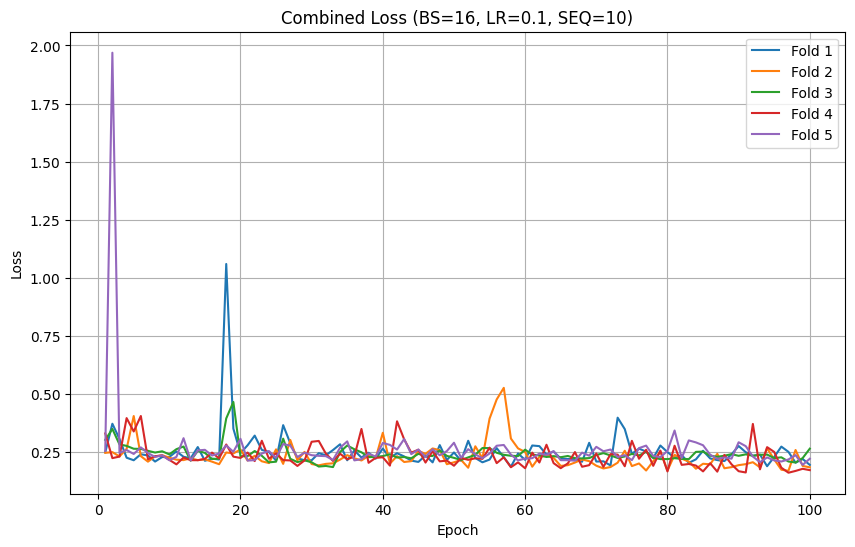 Combined Loss (BS=16, LR=0.1, SEQ=10)
2.00
1.75
1.50
1.25
1.00
0.75
0.50
0.25
Loss
0 20 40 60 80 100
Epoch
Fold 1
Fold 2
Fold 3
Fold 4
Fold 5